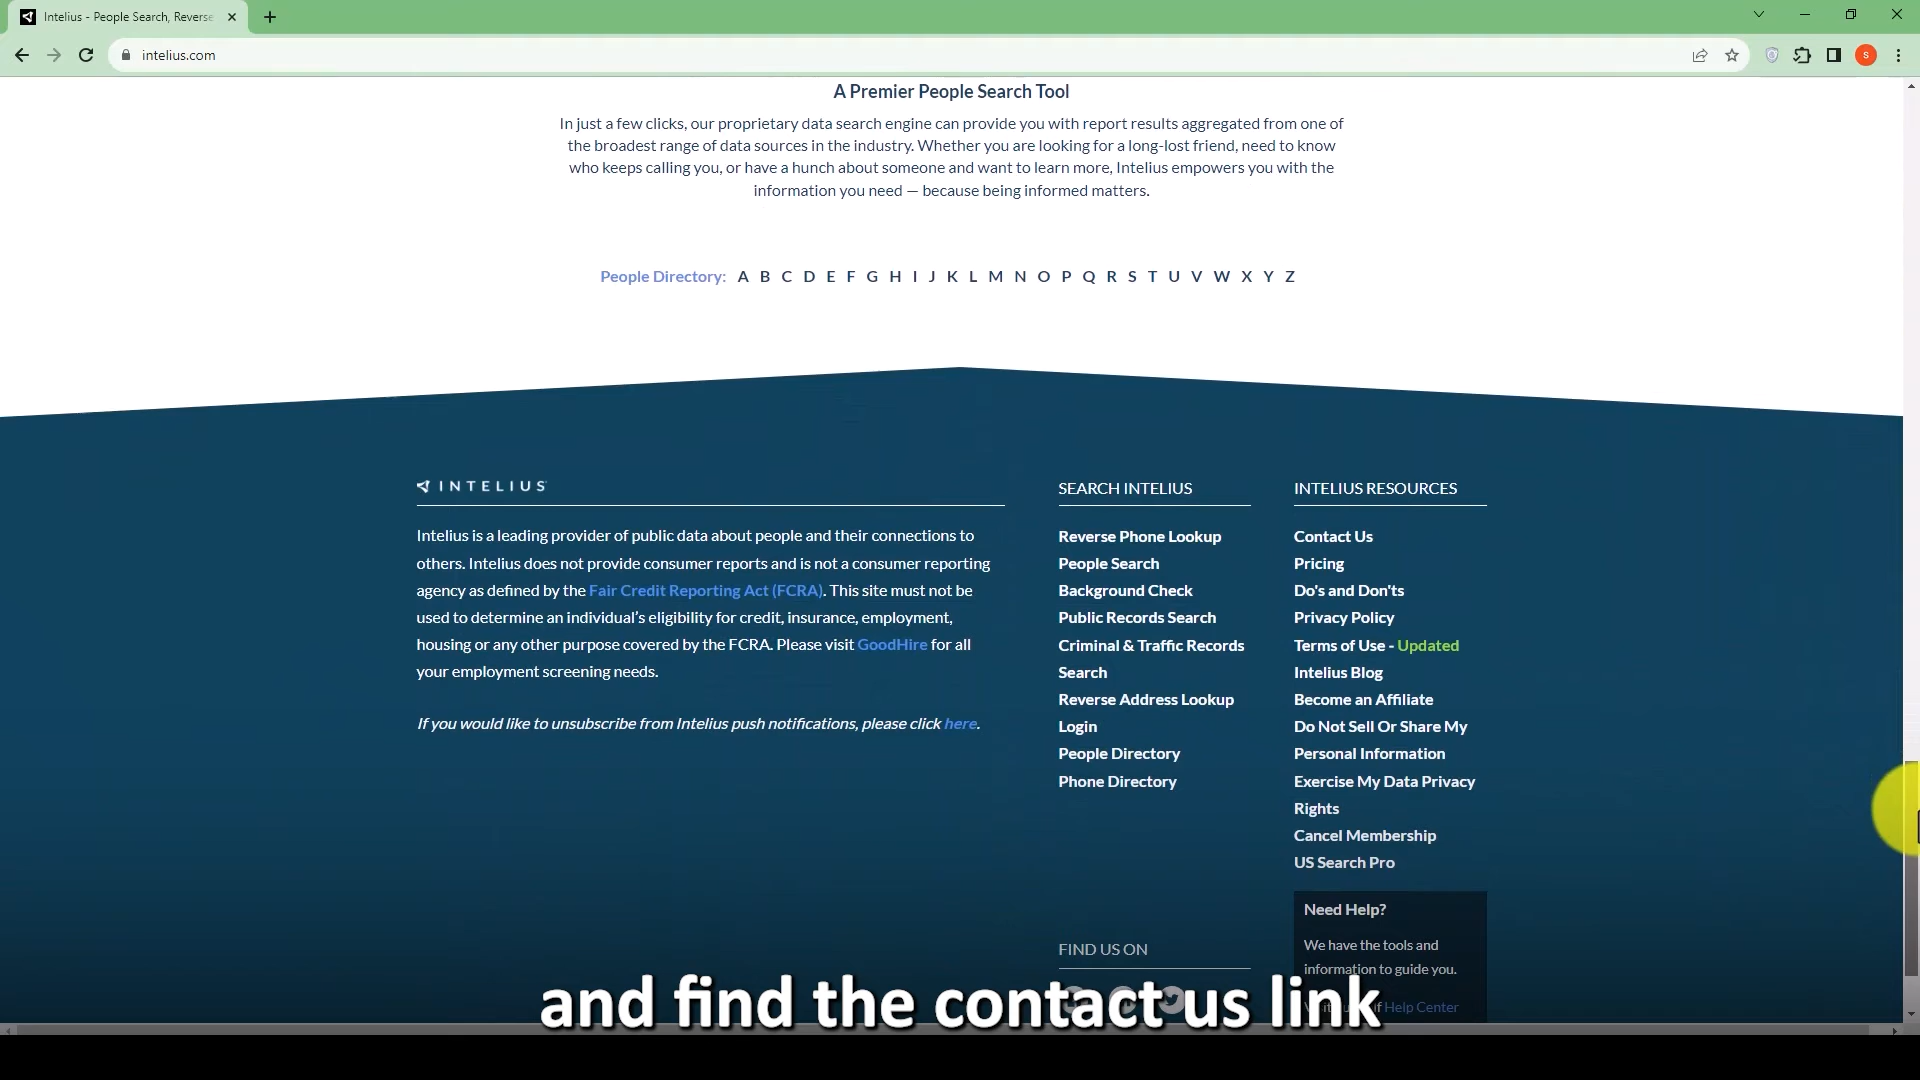 Intelius - People Search, Reverse
intelius.com
S
A Premier People Search Tool
In just a few clicks, our proprietary data search engine can provide you with report results aggregated from one of
the broadest range of data sources in the industry. Whether you are looking for a long-lost friend, need to know
who keeps calling you, or have a hunch about someone and want to learn more, Intelius empowers you with the
information you need — because being informed matters.
People Directory: A B C D E F G H I J K L M N O P Q R S T U V W X Y Z
INTELIUS
Intelius is a leading provider of public data about people and their connections to
others. Intelius does not provide consumer reports and is not a consumer reporting
agency as defined by the Fair Credit Reporting Act (FCRA). This site must not be
used to determine an individual’s eligibility for credit, insurance, employment,
housing or any other purpose covered by the FCRA. Please visit GoodHire for all
your employment screening needs.
If you would like to unsubscribe from Intelius push notifications, please click here.
SEARCH INTELIUS
Reverse Phone Lookup
People Search
Background Check
Public Records Search
Criminal & Traffic Records
Search
Reverse Address Lookup
Login
People Directory
Phone Directory
FIND US ON
INTELIUS RESOURCES
Contact Us
Pricing
Do's and Don'ts
Privacy Policy
Terms of Use - Updated
Intelius Blog
Become an Affiliate
Do Not Sell Or Share My
Personal Information
Exercise My Data Privacy
Rights
Cancel Membership
US Search Pro
Need Help?
We have the tools and
information to guide you.
Help Center
and find the contact us link